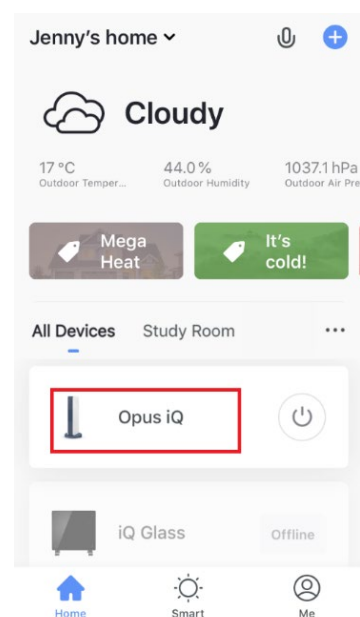 Jenny's home
Cloudy
17 °C
44.0 %
1037.1 hPa
Outdoor Temper...
Outdoor Humidity
Outdoor Air Pre
Mega
Heat
It's
cold!
All Devices
Study Room
...
Opus iQ
iQ Glass
Offline
Home
Smart
Me